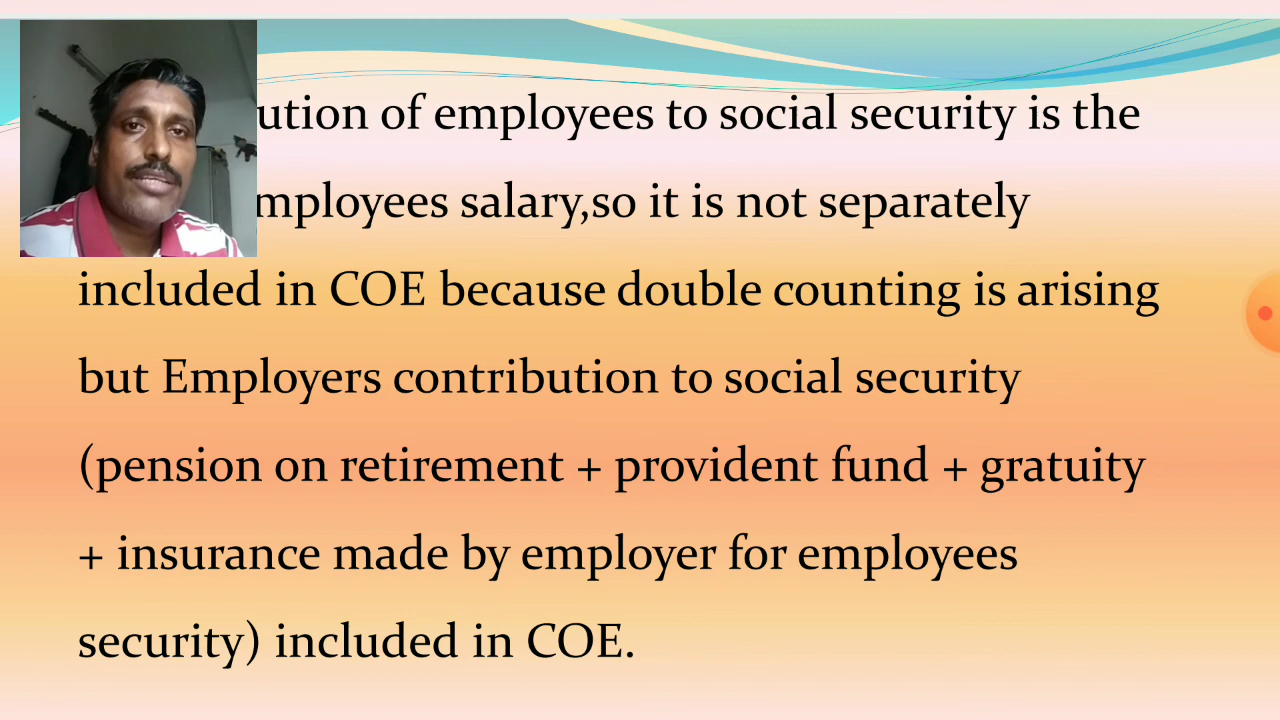 ution of employees to social security is the
mployees salary,so it is not separately
included in COE because double counting is arising
but Employers contribution to social security
(pension on retirement + provident fund + gratuity
+ insurance made by employer for employees
security) included in COE.